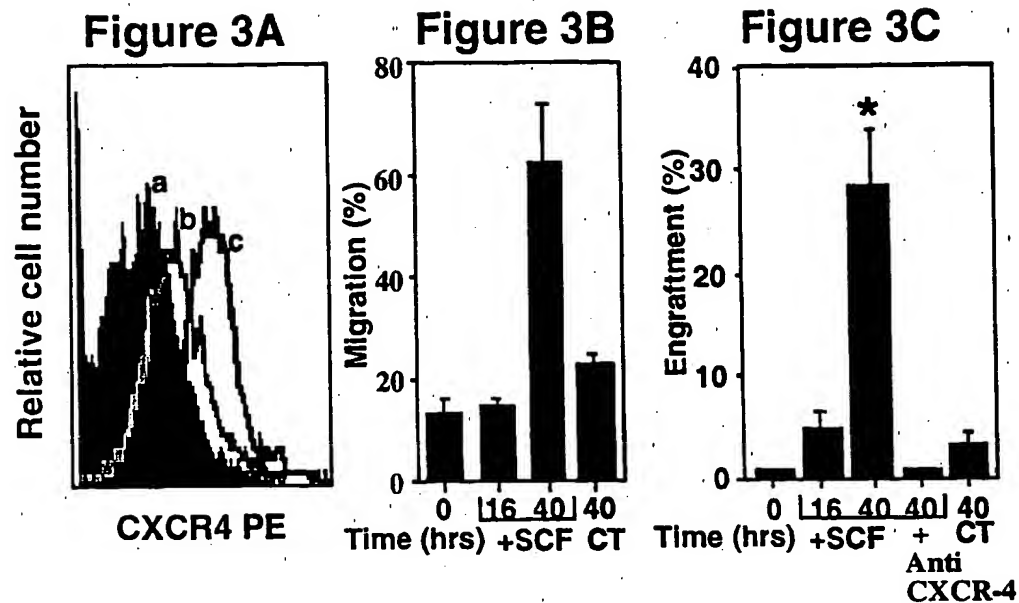 Figure 3A
Relative cell number
a
b
c
CXCR4 PE
Figure 3B
Migration (%)
80
60
40
20
0
0 16 40 40
Time (hrs) +SCF CT
Figure 3C
Engraftment (%)
40
30
20
10
0
*
0 16 40 40 40
Time (hrs) +SCF + CT
Anti
CXCR-4